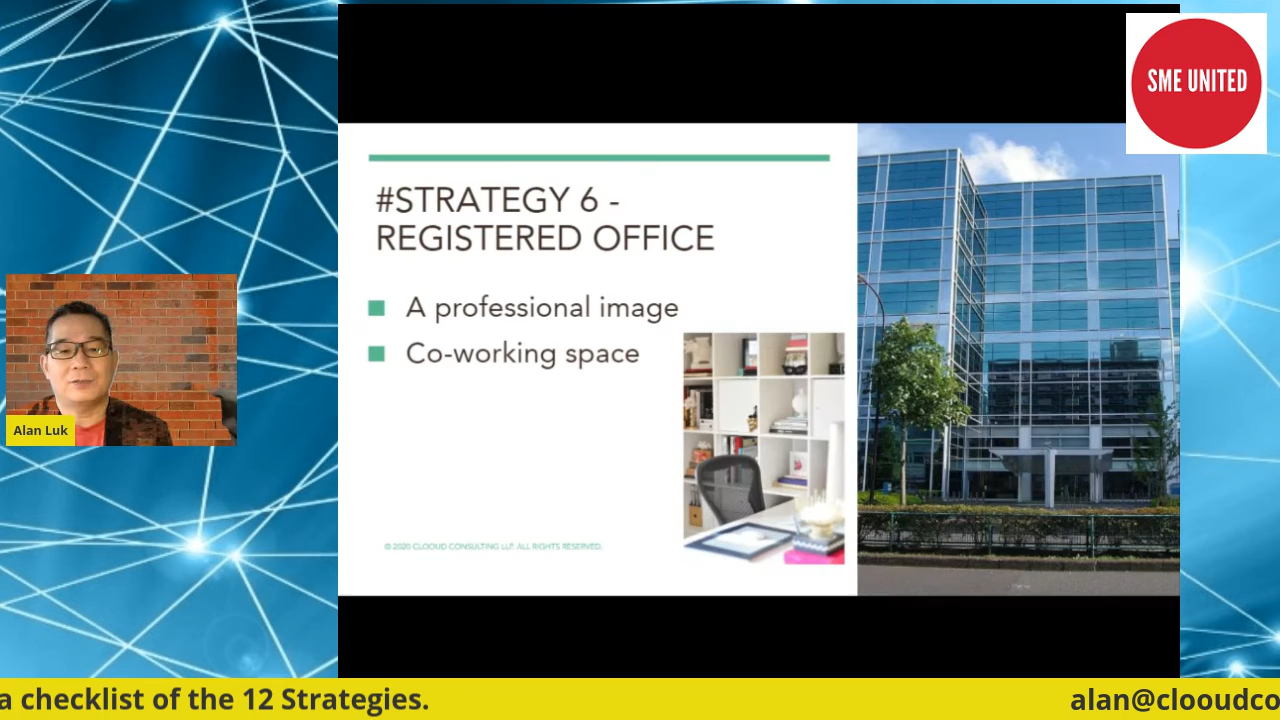 SME UNITED
#STRATEGY 6 -
REGISTERED OFFICE
A professional image
Co-working space
Alan Luk
© 2020 CLOOUD CONSULTING LLP. ALL RIGHTS RESERVED.
a checklist of the 12 Strategies.
alan@clooudco